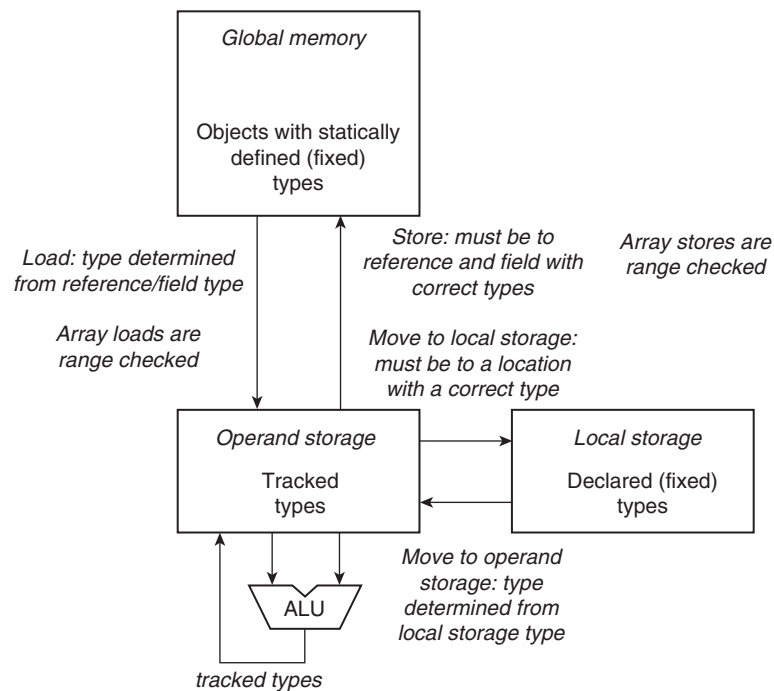 Global memory
Objects with statically
defined (fixed)
types
Load: type determined
from reference/field type
Array loads are
range checked
Store: must be to
reference and field with
correct types
Array stores are
range checked
Move to local storage:
must be to a location
with a correct type
Operand storage
Tracked
types
Local storage
Declared (fixed)
types
Move to operand
storage: type
determined from
local storage type
ALU
tracked types